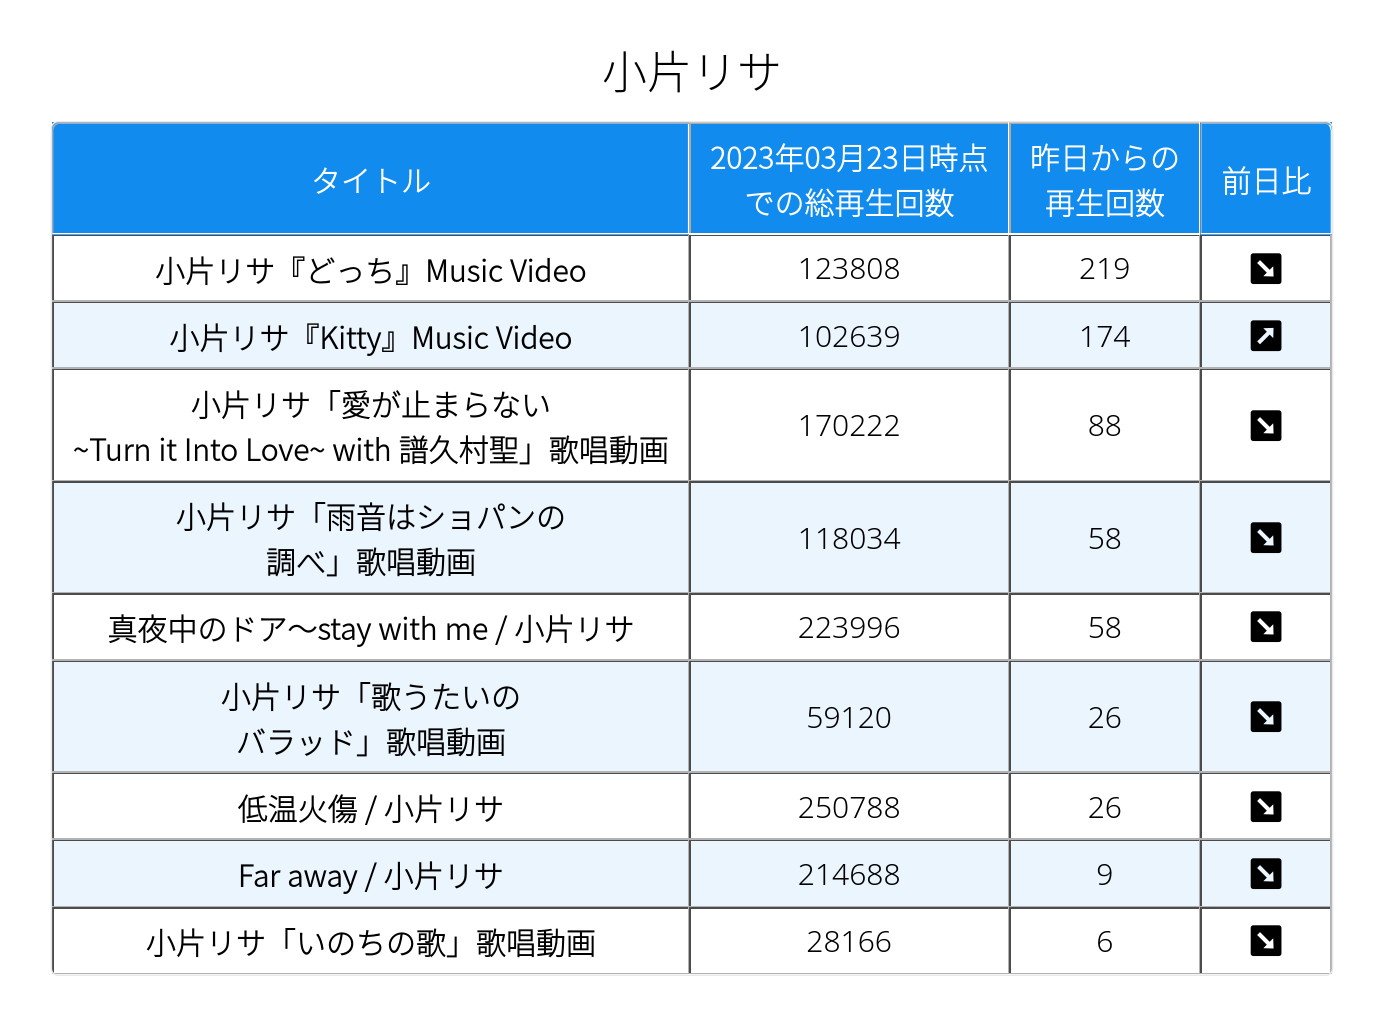 小片リサ
タイトル
2023年03月23日時点
での総再生回数
昨日からの
再生回数
前日比
小片リサ『どっち』Music Video
123808
219
小片リサ『Kitty』Music Video
102639
174
小片リサ「愛が止まらない
~Turn it Into Love~ with 譜久村聖」歌唱動画
170222
88
小片リサ「雨音はショパンの
調べ」歌唱動画
118034
58
真夜中のドア～stay with me / 小片リサ
223996
58
小片リサ「歌うたいの
バラッド」歌唱動画
59120
26
低温火傷 / 小片リサ
250788
26
Far away / 小片リサ
214688
9
小片リサ「いのちの歌」歌唱動画
28166
6